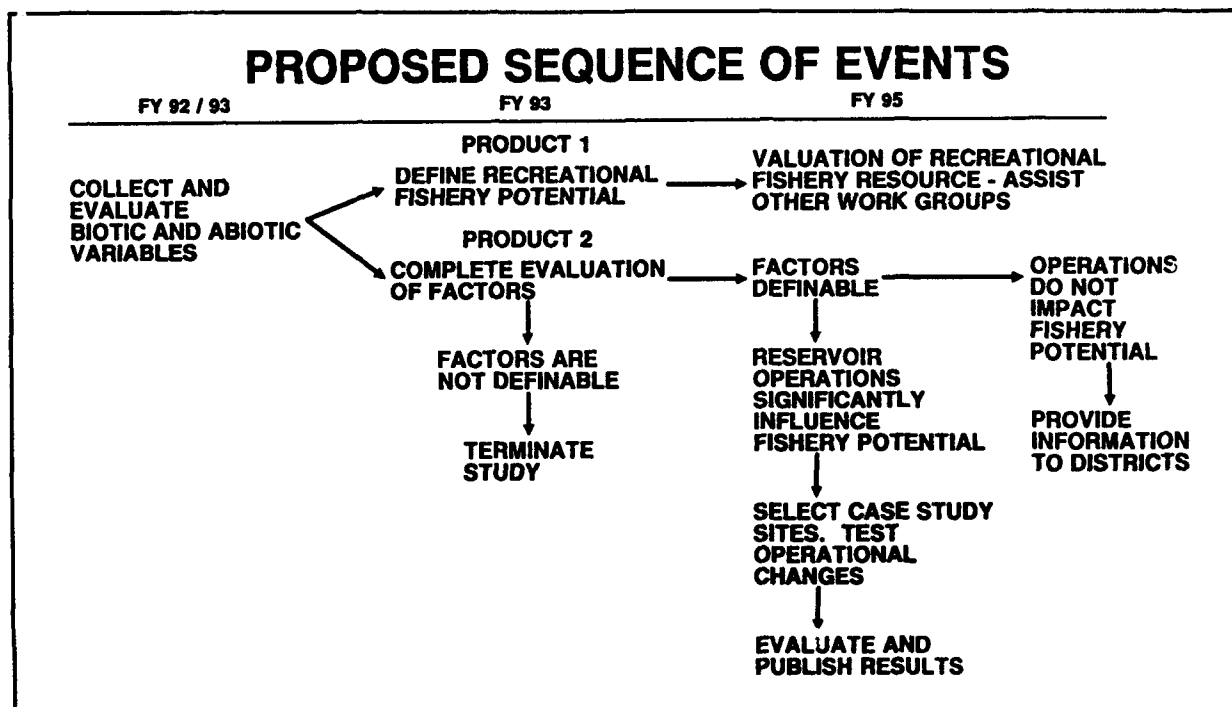 PROPOSED SEQUENCE OF EVENTS
FY 92 / 93
FY 93
FY 95
COLLECT AND
EVALUATE
BIOTIC AND ABIOTIC
VARIABLES
PRODUCT 1
DEFINE RECREATIONAL
FISHERY POTENTIAL
VALUATION OF RECREATIONAL
FISHERY RESOURCE - ASSIST
OTHER WORK GROUPS
PRODUCT 2
COMPLETE EVALUATION
OF FACTORS
FACTORS ARE
NOT DEFINABLE
TERMINATE
STUDY
FACTORS
DEFINABLE
RESERVOIR
OPERATIONS
SIGNIFICANTLY
INFLUENCE
FISHERY POTENTIAL
SELECT CASE STUDY
SITES. TEST
OPERATIONAL
CHANGES
EVALUATE AND
PUBLISH RESULTS
OPERATIONS
DO NOT
IMPACT
FISHERY
POTENTIAL
PROVIDE
INFORMATION
TO DISTRICTS